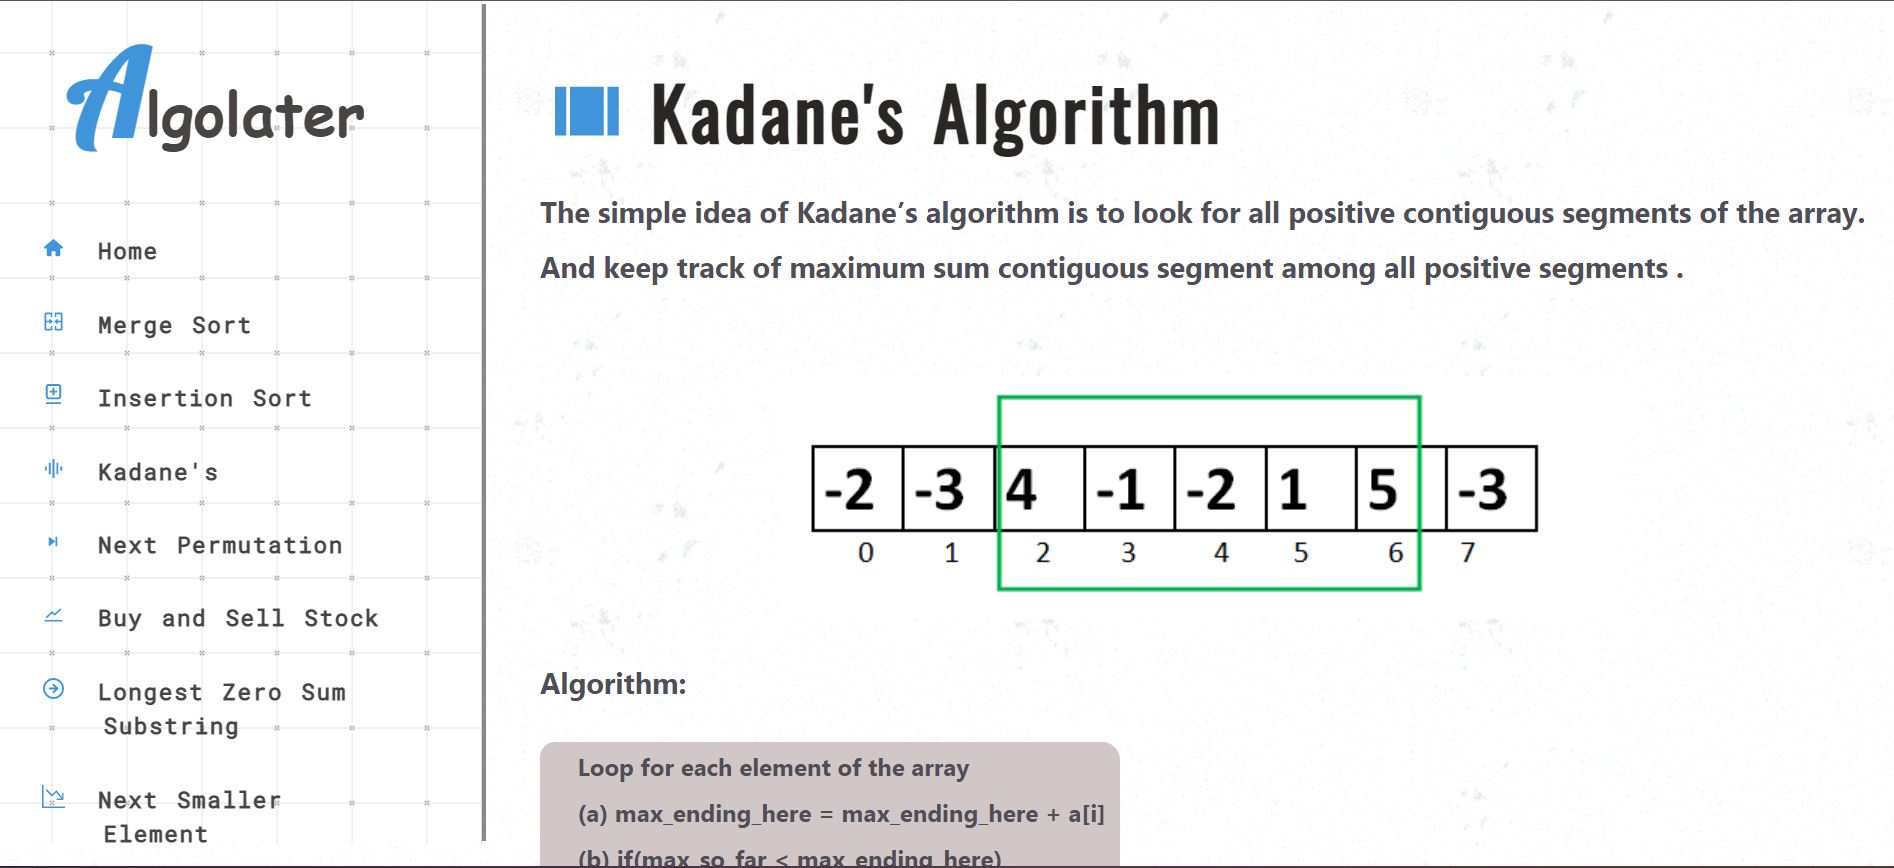 Algolater
Home
Merge Sort
Insertion Sort
Kadane's
Next Permutation
Buy and Sell Stock
Longest Zero Sum
Substring
Next Smaller
Element
Kadane's Algorithm
The simple idea of Kadane’s algorithm is to look for all positive contiguous segments of the array.
And keep track of maximum sum contiguous segment among all positive segments .
-2 -3 4 -1 -2 1 5 -3
0 1 2 3 4 5 6 7
Algorithm:
Loop for each element of the array
(a) max_ending_here = max_ending_here + a[i]
(b) if(max_so_far < max_ending_here)